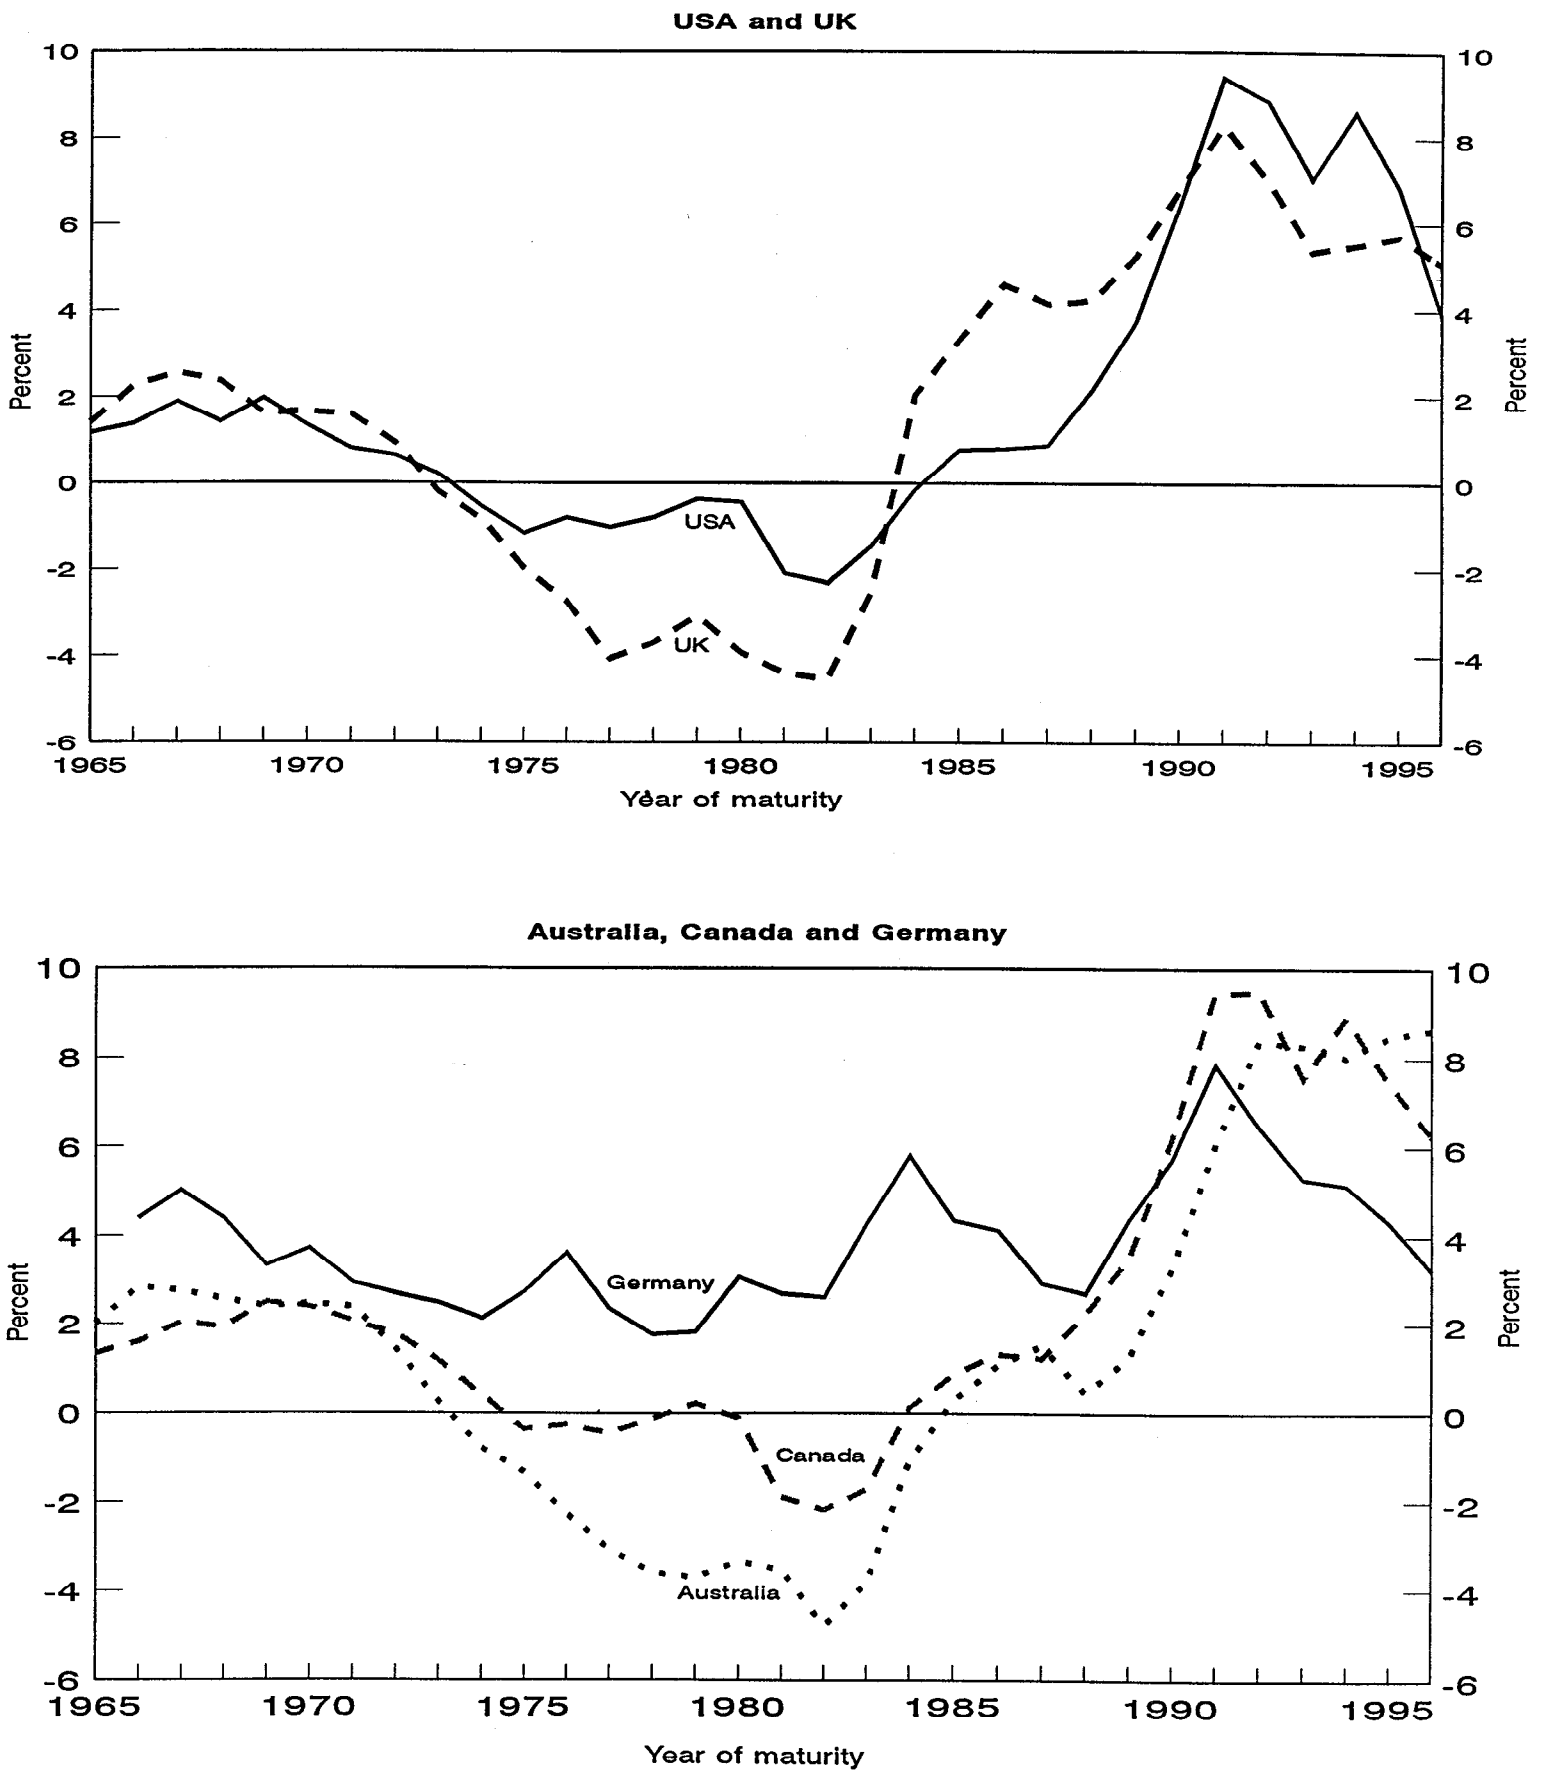 USA and UK
10 10
8 8
6 6
4 4
2 2
0 0
-2 -2
-4 -4
-6 -6
Percent
Percent
USA
UK
1965 1970 1975 1980 1985 1990 1995
Year of maturity
Australia, Canada and Germany
10 10
8 8
6 6
4 4
2 2
0 0
-2 -2
-4 -4
-6 -6
Percent
Percent
Germany
Canada
Australia
1965 1970 1975 1980 1985 1990 1995
Year of maturity